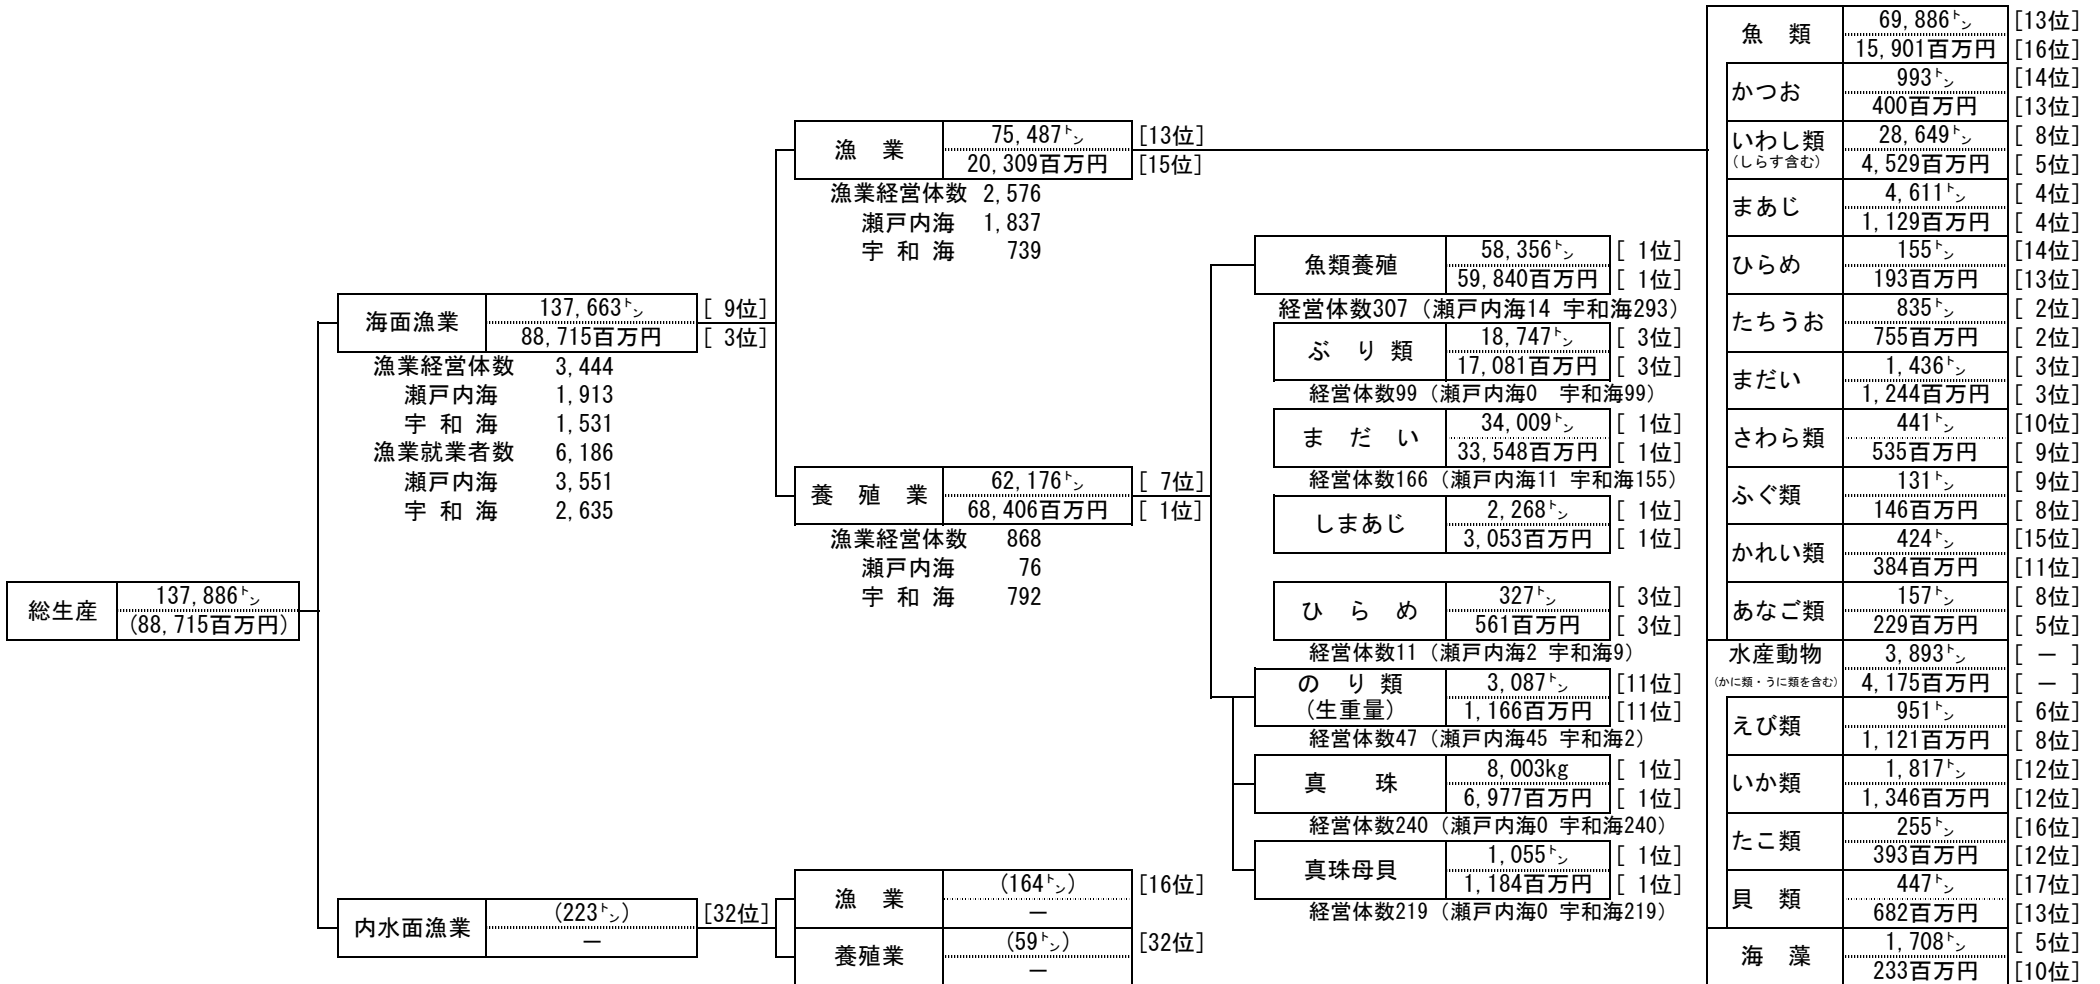 総生産
137,886㌧
(88,715百万円)
海面漁業
137,663㌧
[ 9位]
88,715百万円
[ 3位]
漁業経営体数 3,444
瀬戸内海 1,913
宇 和 海 1,531
漁業就業者数 6,186
瀬戸内海 3,551
宇 和 海 2,635
内水面漁業
(223㌧)
[32位]
－
漁　業
75,487㌧
[13位]
20,309百万円
[15位]
漁業経営体数 2,576
瀬戸内海 1,837
宇 和 海 739
養 殖 業
62,176㌧
[ 7位]
68,406百万円
[ 1位]
漁業経営体数 868
瀬戸内海 76
宇 和 海 792
漁　業
(164㌧)
[16位]
－
養殖業
(59㌧)
[32位]
－
魚類養殖
58,356㌧
[ 1位]
59,840百万円
[ 1位]
経営体数307（瀬戸内海14 宇和海293）
ぶ り 類
18,747㌧
[ 3位]
17,081百万円
[ 3位]
経営体数99（瀬戸内海0 宇和海99）
ま だ い
34,009㌧
[ 1位]
33,548百万円
[ 1位]
経営体数166（瀬戸内海11 宇和海155）
しまあじ
2,268㌧
[ 1位]
3,053百万円
[ 1位]
ひ ら め
327㌧
[ 3位]
561百万円
[ 3位]
経営体数11（瀬戸内海2 宇和海9）
の り 類
(生重量)
3,087㌧
[11位]
1,166百万円
[11位]
経営体数47（瀬戸内海45 宇和海2）
真　珠
8,003kg
[ 1位]
6,977百万円
[ 1位]
経営体数240（瀬戸内海0 宇和海240）
真珠母貝
1,055㌧
[ 1位]
1,184百万円
[ 1位]
経営体数219（瀬戸内海0 宇和海219）
魚　類
69,886㌧
[13位]
15,901百万円
[16位]
かつお
993㌧
[14位]
400百万円
[13位]
いわし類
(しらす含む)
28,649㌧
[ 8位]
4,529百万円
[ 5位]
まあじ
4,611㌧
[ 4位]
1,129百万円
[ 4位]
ひらめ
155㌧
[14位]
193百万円
[13位]
たちうお
835㌧
[ 2位]
755百万円
[ 2位]
まだい
1,436㌧
[ 3位]
1,244百万円
[ 3位]
さわら類
441㌧
[10位]
535百万円
[ 9位]
ふぐ類
131㌧
[ 9位]
146百万円
[ 8位]
かれい類
424㌧
[15位]
384百万円
[11位]
あなご類
157㌧
[ 8位]
229百万円
[ 5位]
水産動物
(かに類・うに類を含む)
3,893㌧
[ － ]
4,175百万円
[ － ]
えび類
951㌧
[ 6位]
1,121百万円
[ 8位]
いか類
1,817㌧
[12位]
1,346百万円
[12位]
たこ類
255㌧
[16位]
393百万円
[12位]
貝　類
447㌧
[17位]
682百万円
[13位]
海　藻
1,708㌧
[ 5位]
233百万円
[10位]